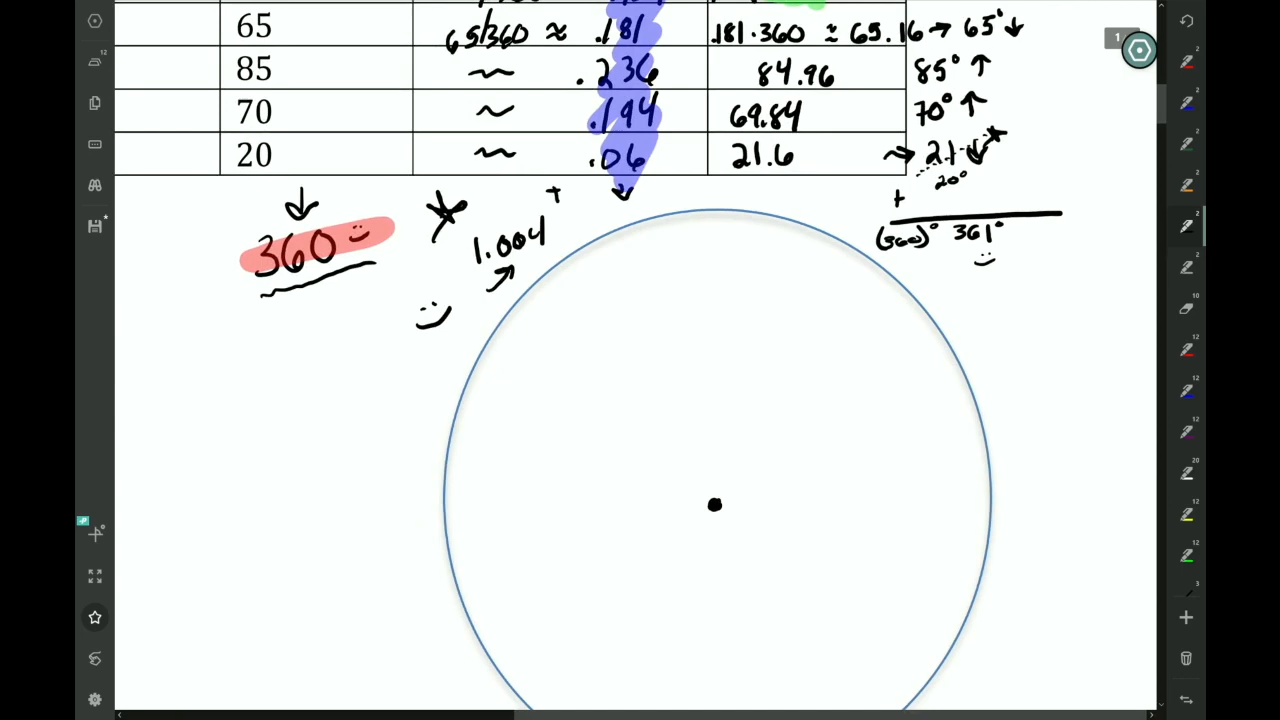 65 65/360 ≈ .181 .181·360 ≈ 65.16 → 65° ↓
85 ~ .236 84.96 85° ↑
70 ~ .194 69.84 70° ↑
20 ~ .06 21.6 → 21 ↓
20°
+ +
360 1.004 (360)° 361°